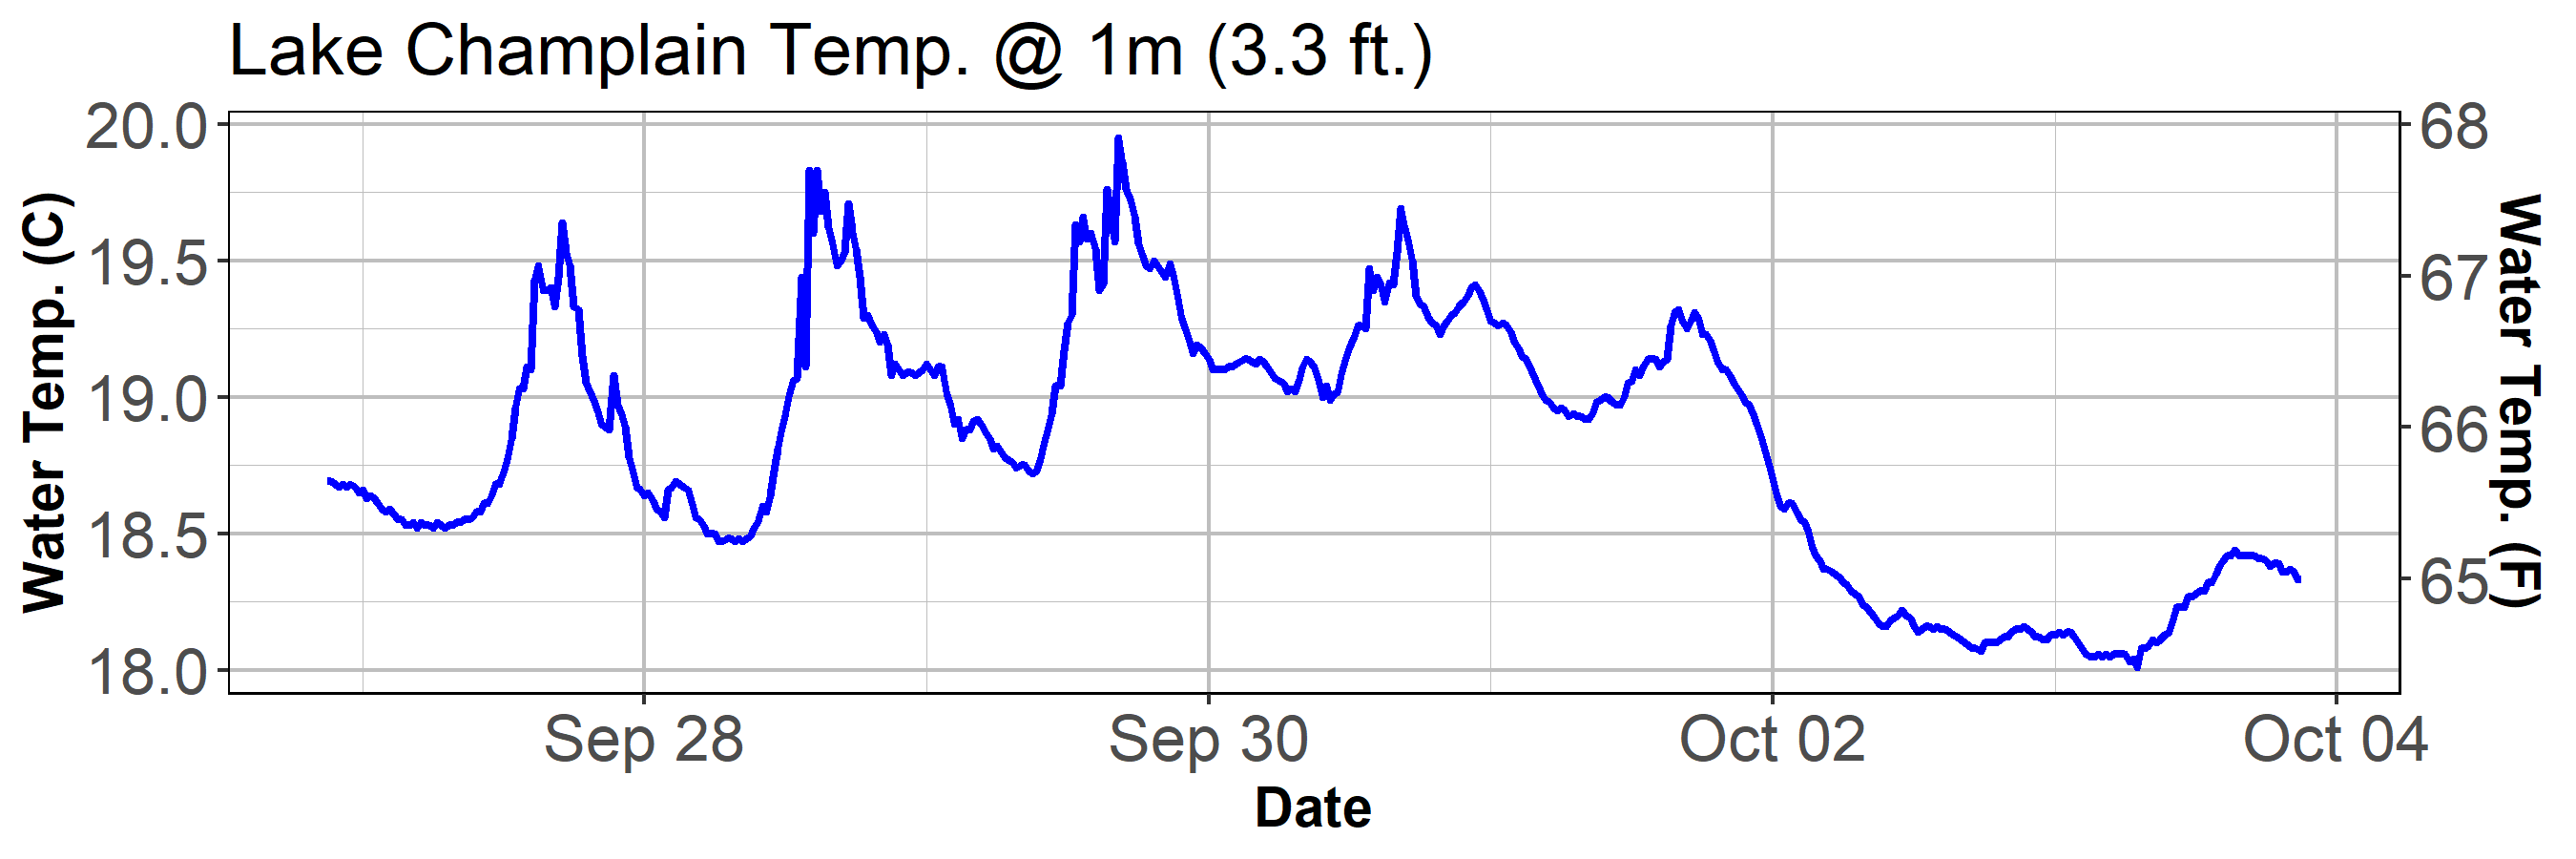 Lake Champlain Temp. @ 1m (3.3 ft.)
Water Temp. (C)
20.0
19.5
19.0
18.5
18.0
68
67
66
65
Water Temp. (F)
Sep 28
Sep 30
Oct 02
Oct 04
Date